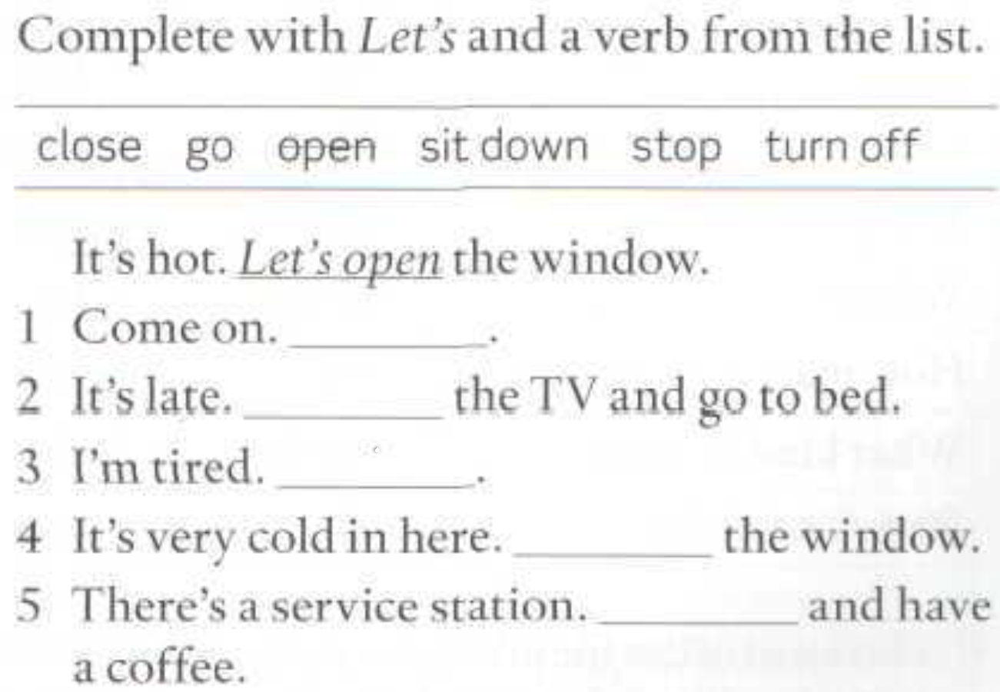 Complete with Let's and a verb from the list.
close go open sit down stop turn off
It's hot. Let's open the window.
1 Come on. ________.
2 It's late. ________ the TV and go to bed.
3 I'm tired. ________.
4 It's very cold in here. ________ the window.
5 There's a service station. ________ and have
a coffee.